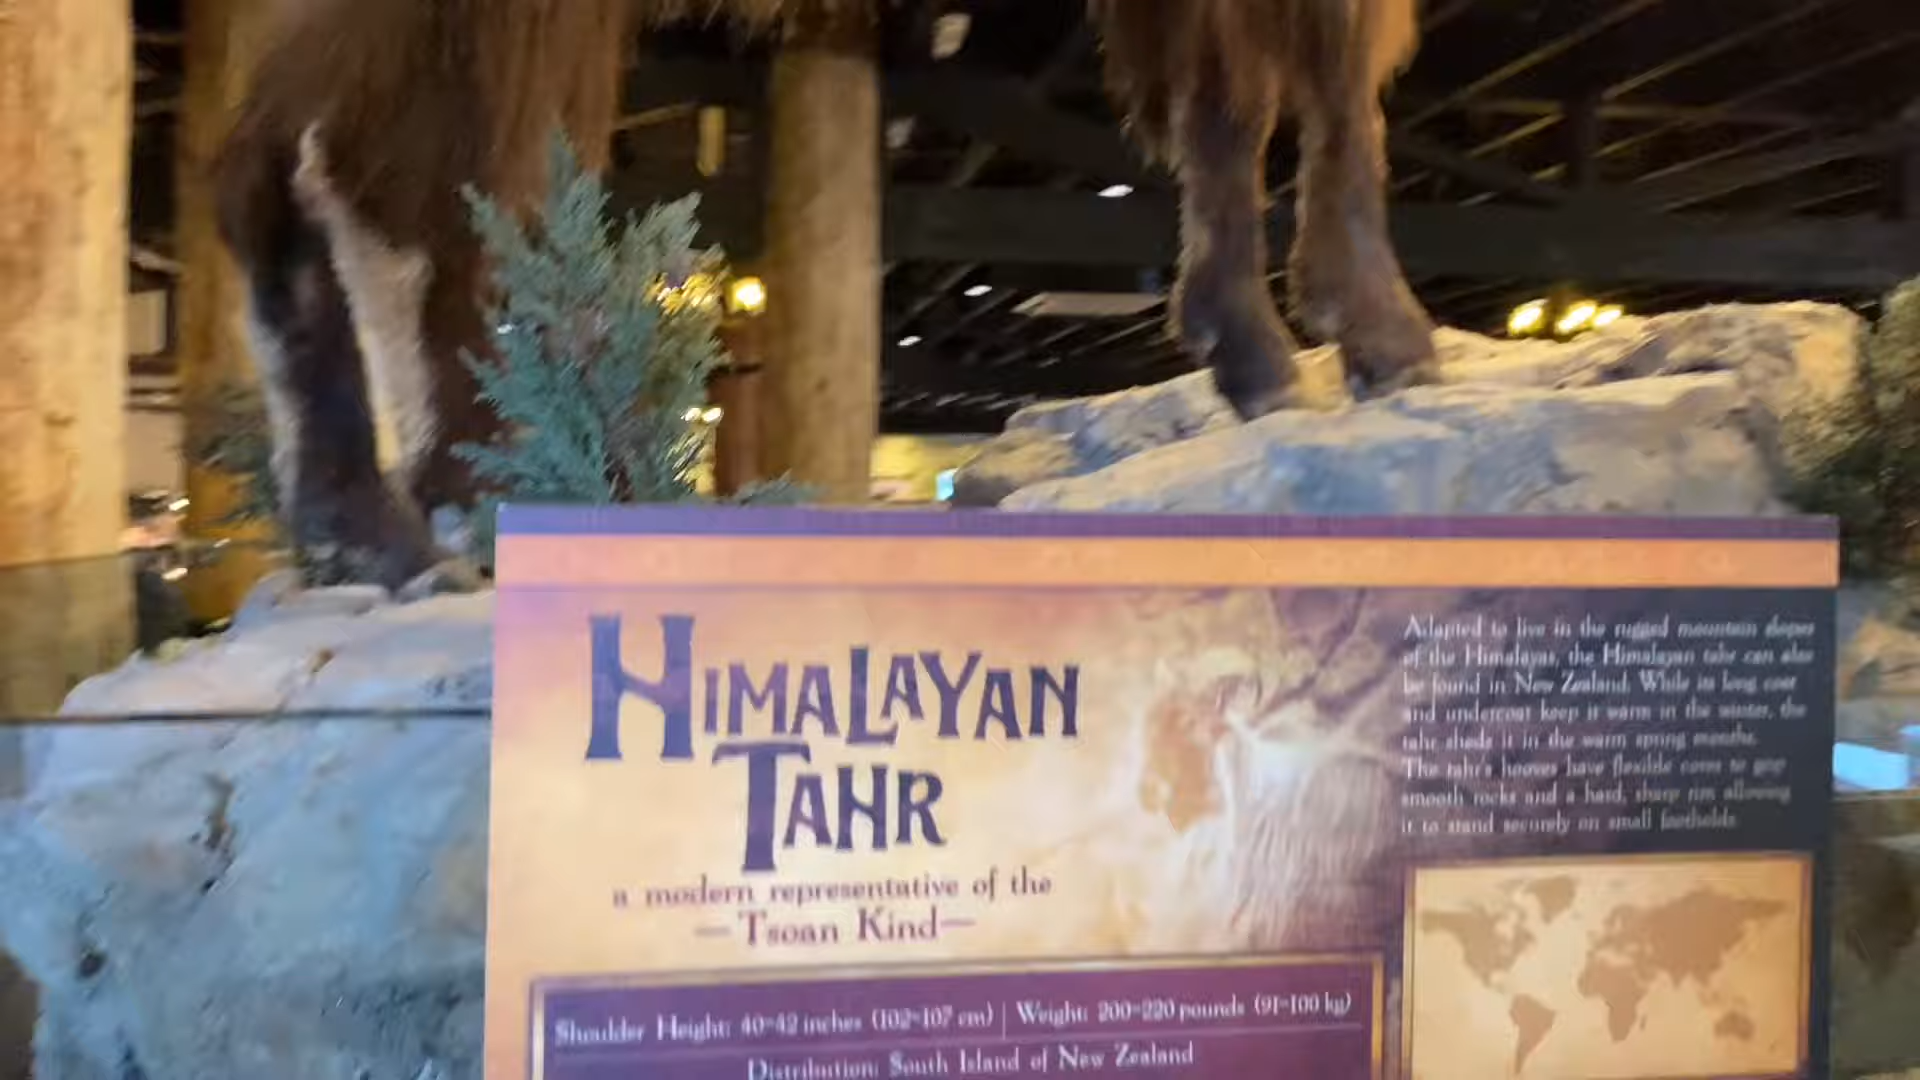 HIMALAYAN
TAHR
a modern representative of the
—Tsoan Kind—
Adapted to live in the rugged mountain slopes
of the Himalayas, the Himalayan tahr can also
be found in New Zealand. While its long coat
and undercoat keep it warm in the winter, the
tahr sheds it in the warm spring months.
The tahr's hooves have flexible cores to grip
smooth rocks and a hard, sharp rim allowing
it to stand securely on small footholds.
Shoulder Height: 40–42 inches (102–107 cm) | Weight: 200–220 pounds (91–100 kg)
Distribution: South Island of New Zealand